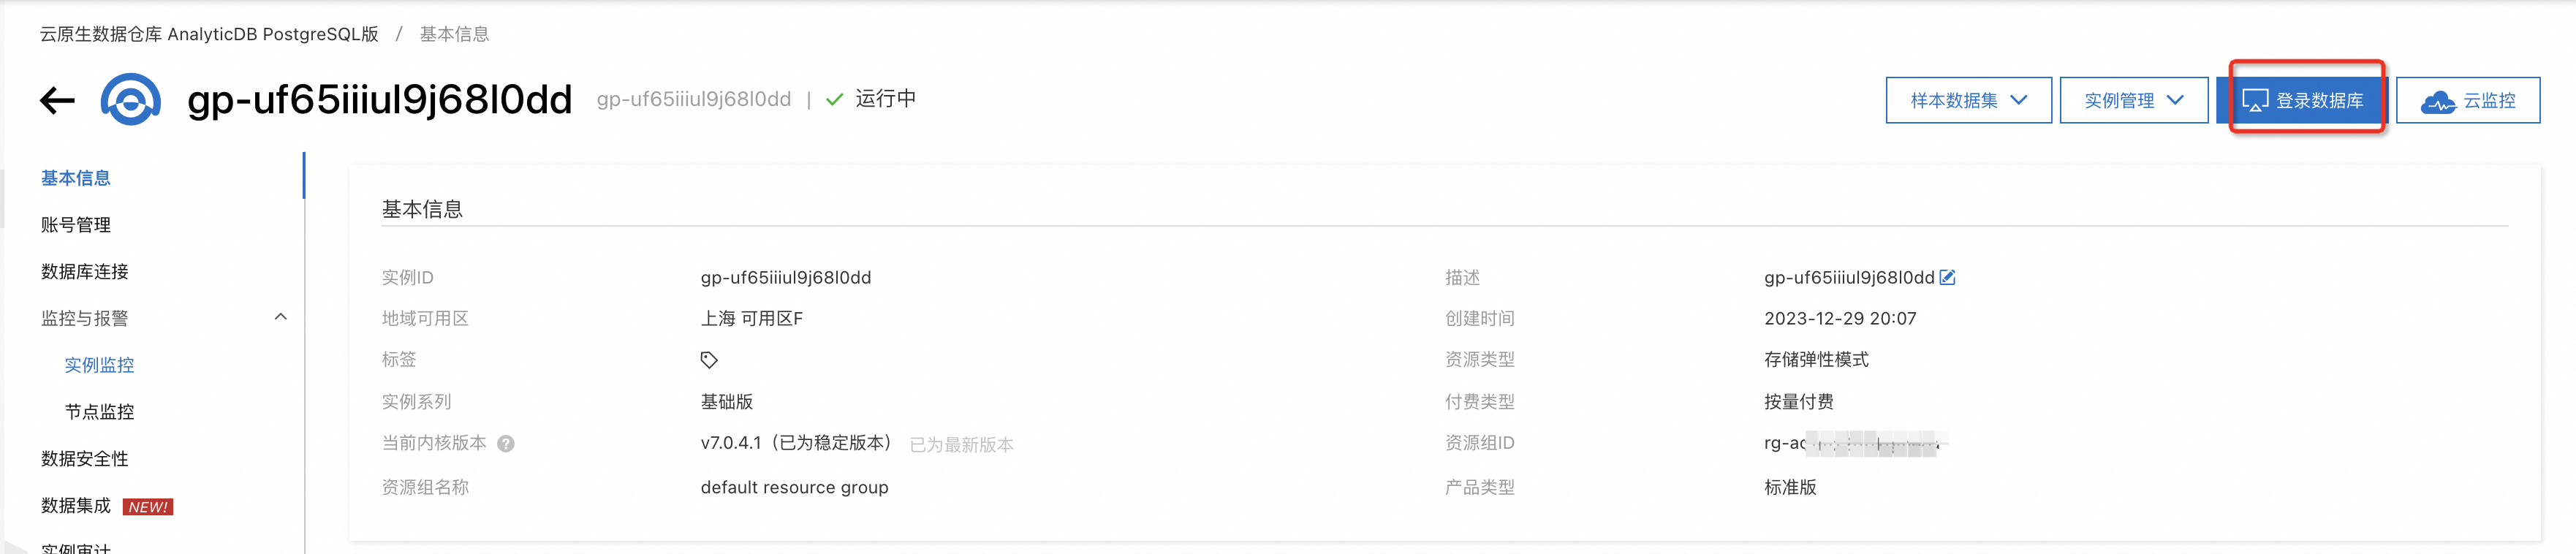 云原生数据仓库 AnalyticDB PostgreSQL版 / 基本信息
gp-uf65iiiul9j68l0dd gp-uf65iiiul9j68l0dd | 运行中 样本数据集 实例管理 登录数据库 云监控
基本信息
账号管理
数据库连接
监控与报警
实例监控
节点监控
数据安全性
数据集成 NEW!
实例审计
基本信息
实例ID gp-uf65iiiul9j68l0dd 描述 gp-uf65iiiul9j68l0dd
地域可用区 上海 可用区F 创建时间 2023-12-29 20:07
标签 资源类型 存储弹性模式
实例系列 基础版 付费类型 按量付费
当前内核版本 ? v7.0.4.1（已为稳定版本） 已为最新版本 资源组ID rg-ac
资源组名称 default resource group 产品类型 标准版